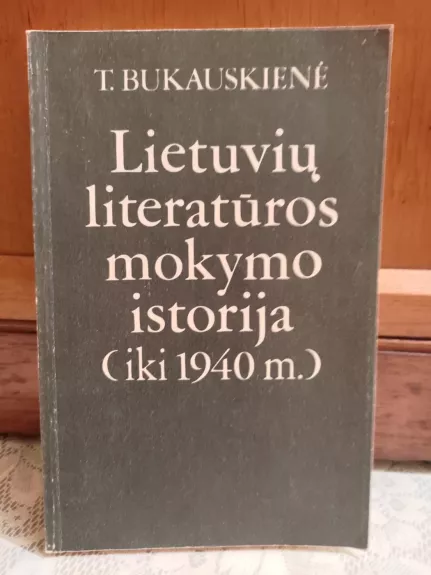 T. BUKAUSKIENĖ
Lietuvių
literatūros
mokymo
istorija
(iki 1940 m.)